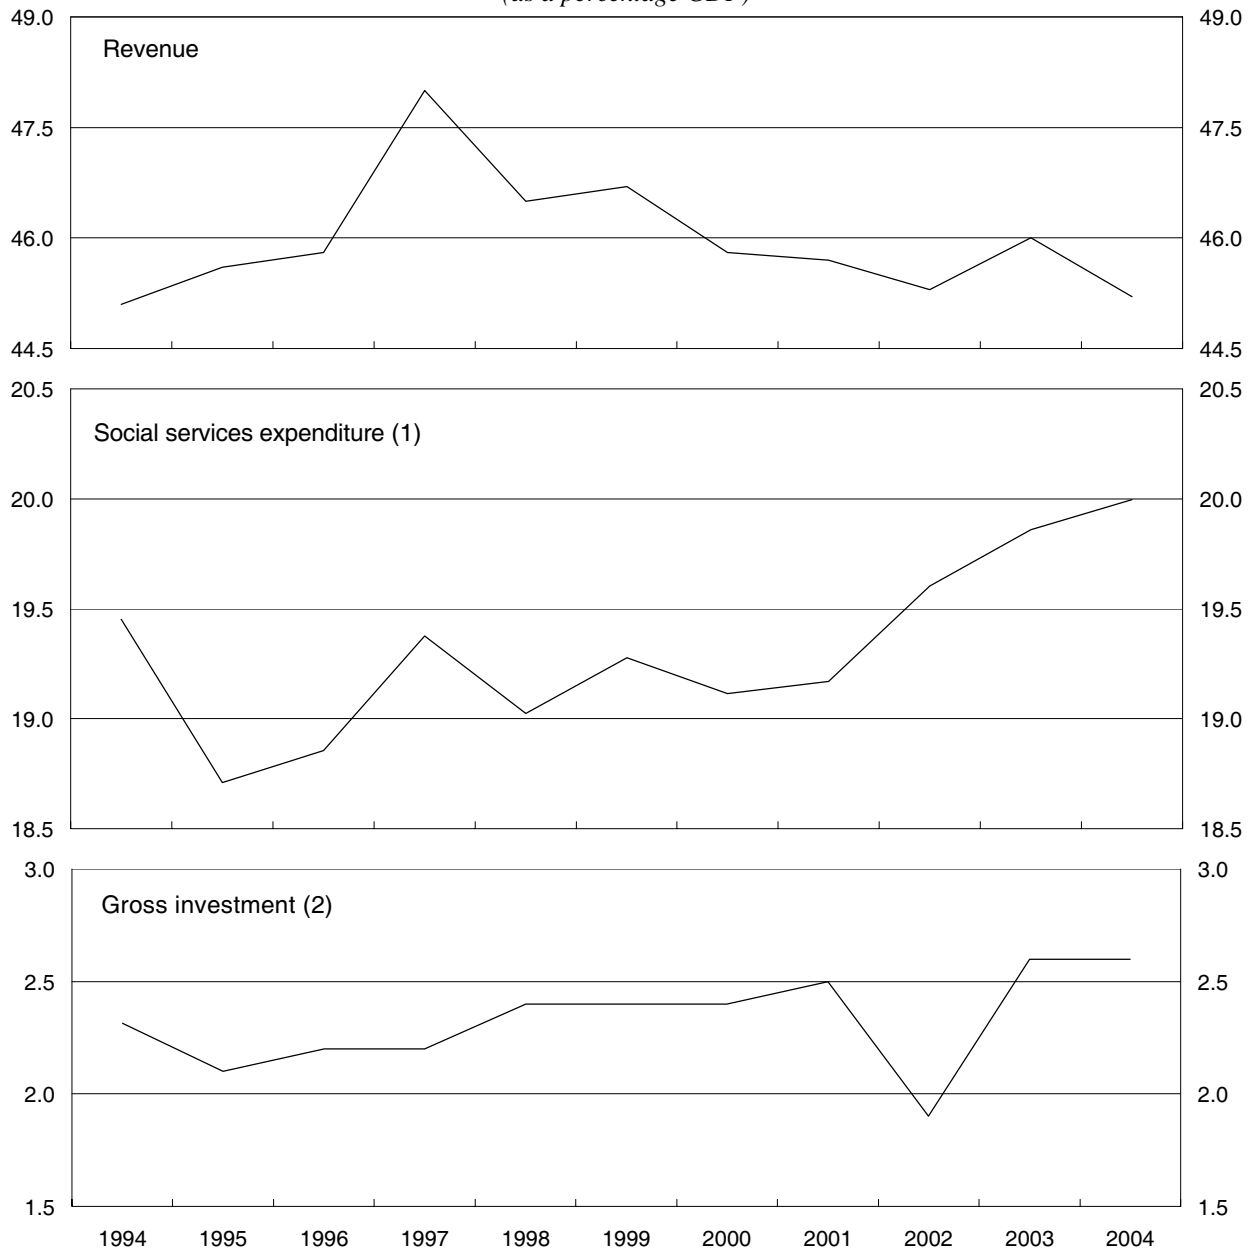 (as a percentage GDP)
49.0 49.0
Revenue
47.5 47.5
46.0 46.0
44.5 44.5
20.5 20.5
Social services expenditure (1)
20.0 20.0
19.5 19.5
19.0 19.0
18.5 18.5
3.0 3.0
Gross investment (2)
2.5 2.5
2.0 2.0
1.5 1.5
1994 1995 1996 1997 1998 1999 2000 2001 2002 2003 2004